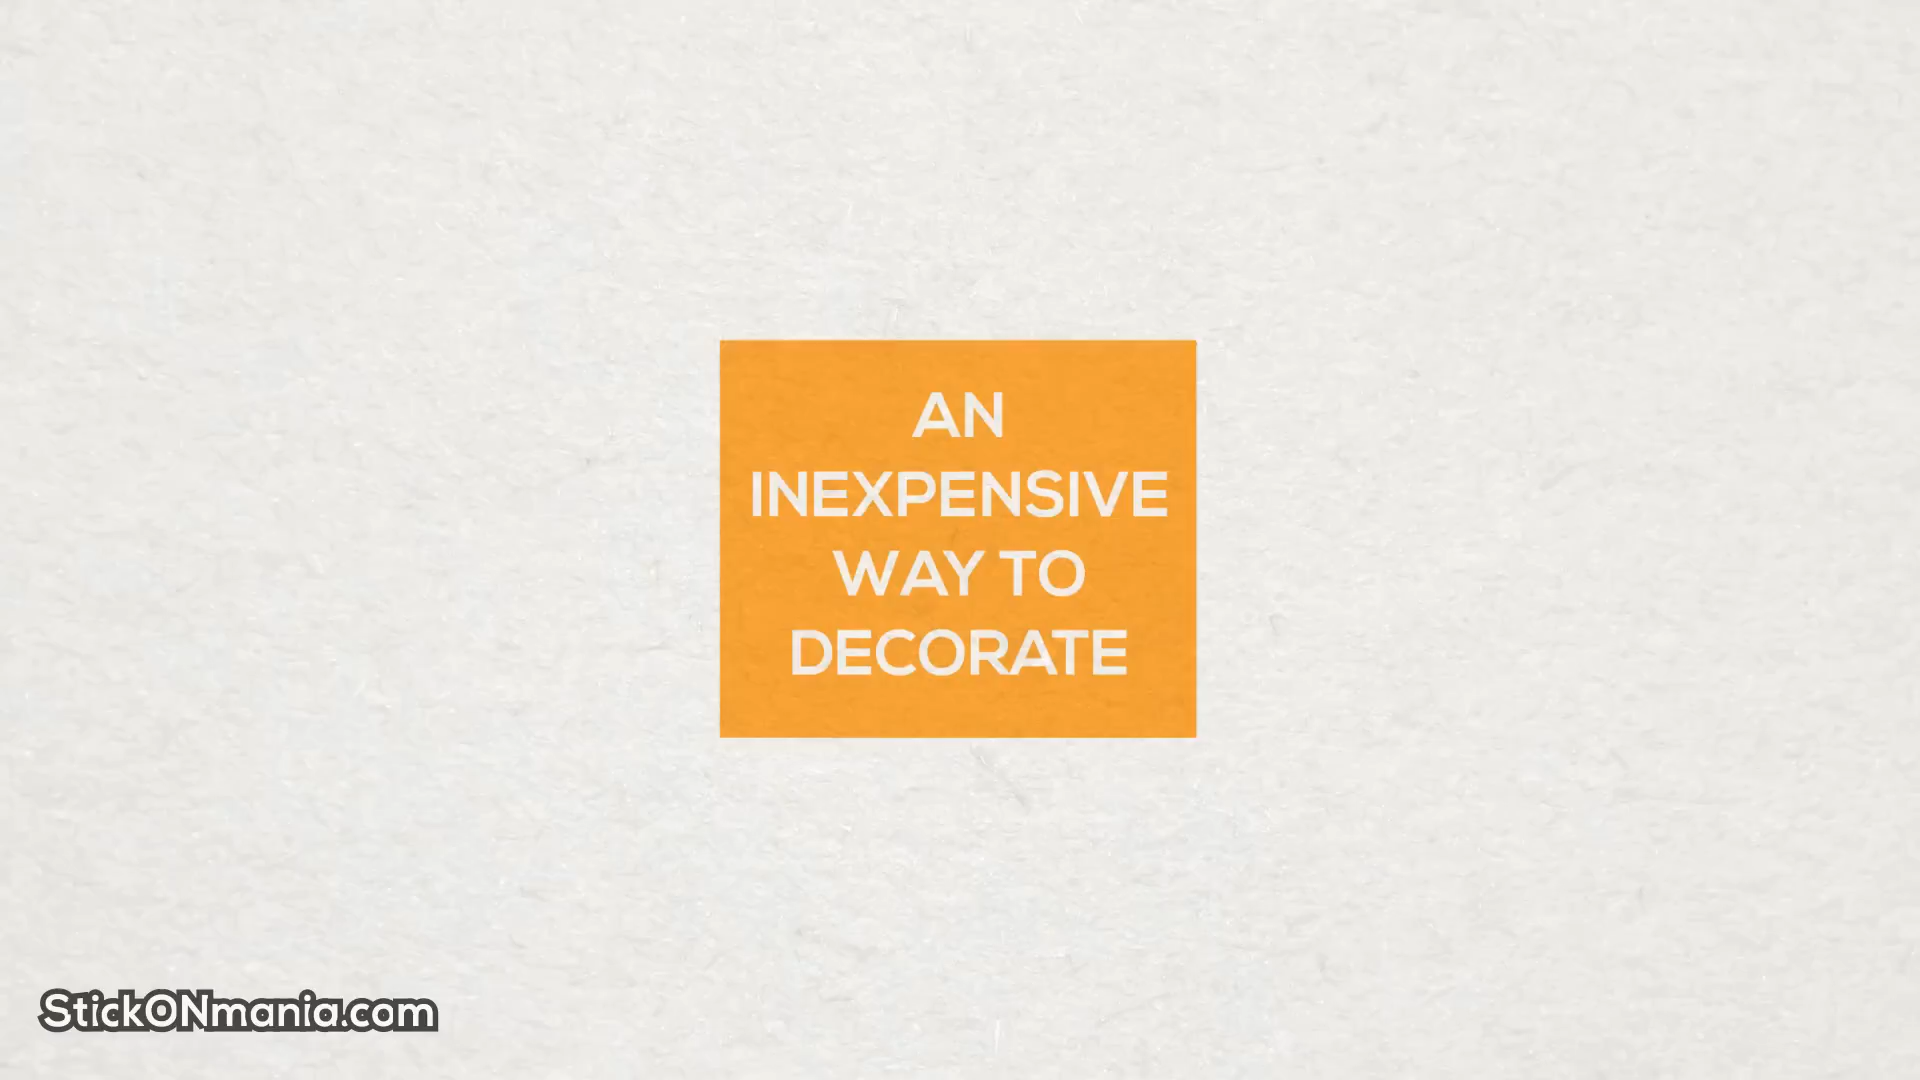 AN
INEXPENSIVE
WAY TO
DECORATE
StickONmania.com